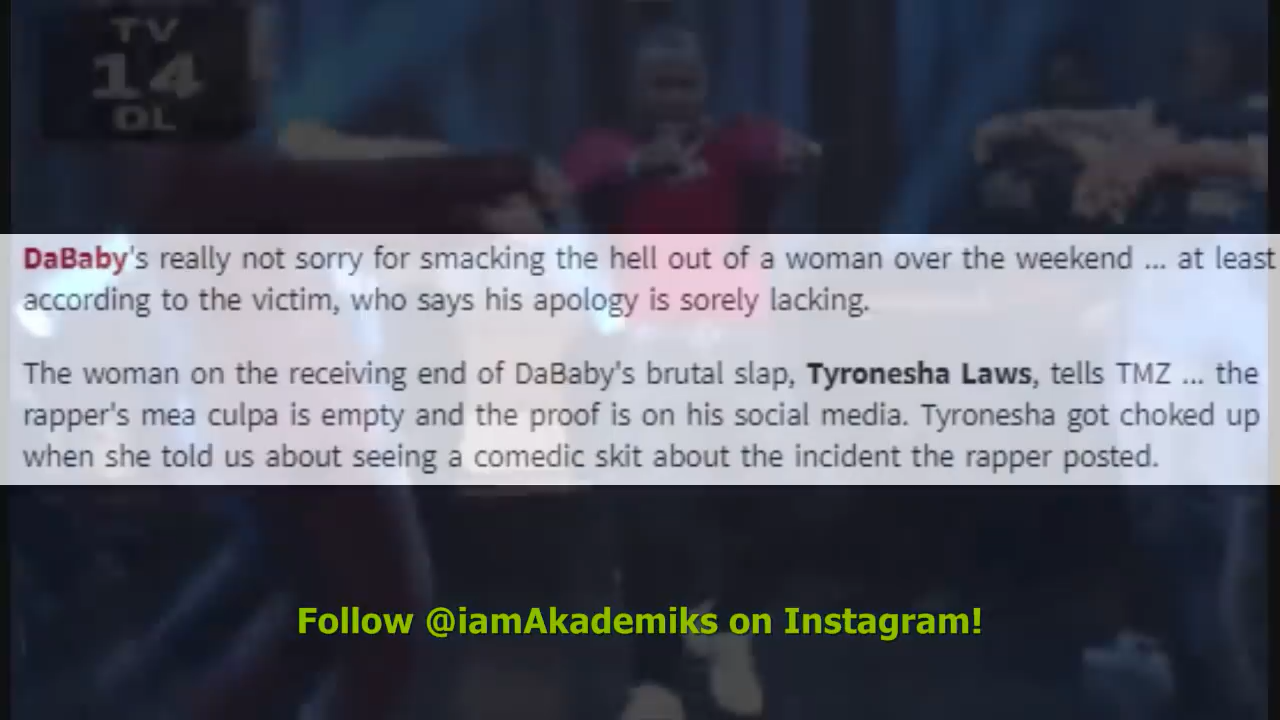 TV
14
DL
DaBaby's really not sorry for smacking the hell out of a woman over the weekend ... at least
according to the victim, who says his apology is sorely lacking.
The woman on the receiving end of DaBaby's brutal slap, Tyronesha Laws, tells TMZ ... the
rapper's mea culpa is empty and the proof is on his social media. Tyronesha got choked up
when she told us about seeing a comedic skit about the incident the rapper posted.
Follow @iamAkademiks on Instagram!